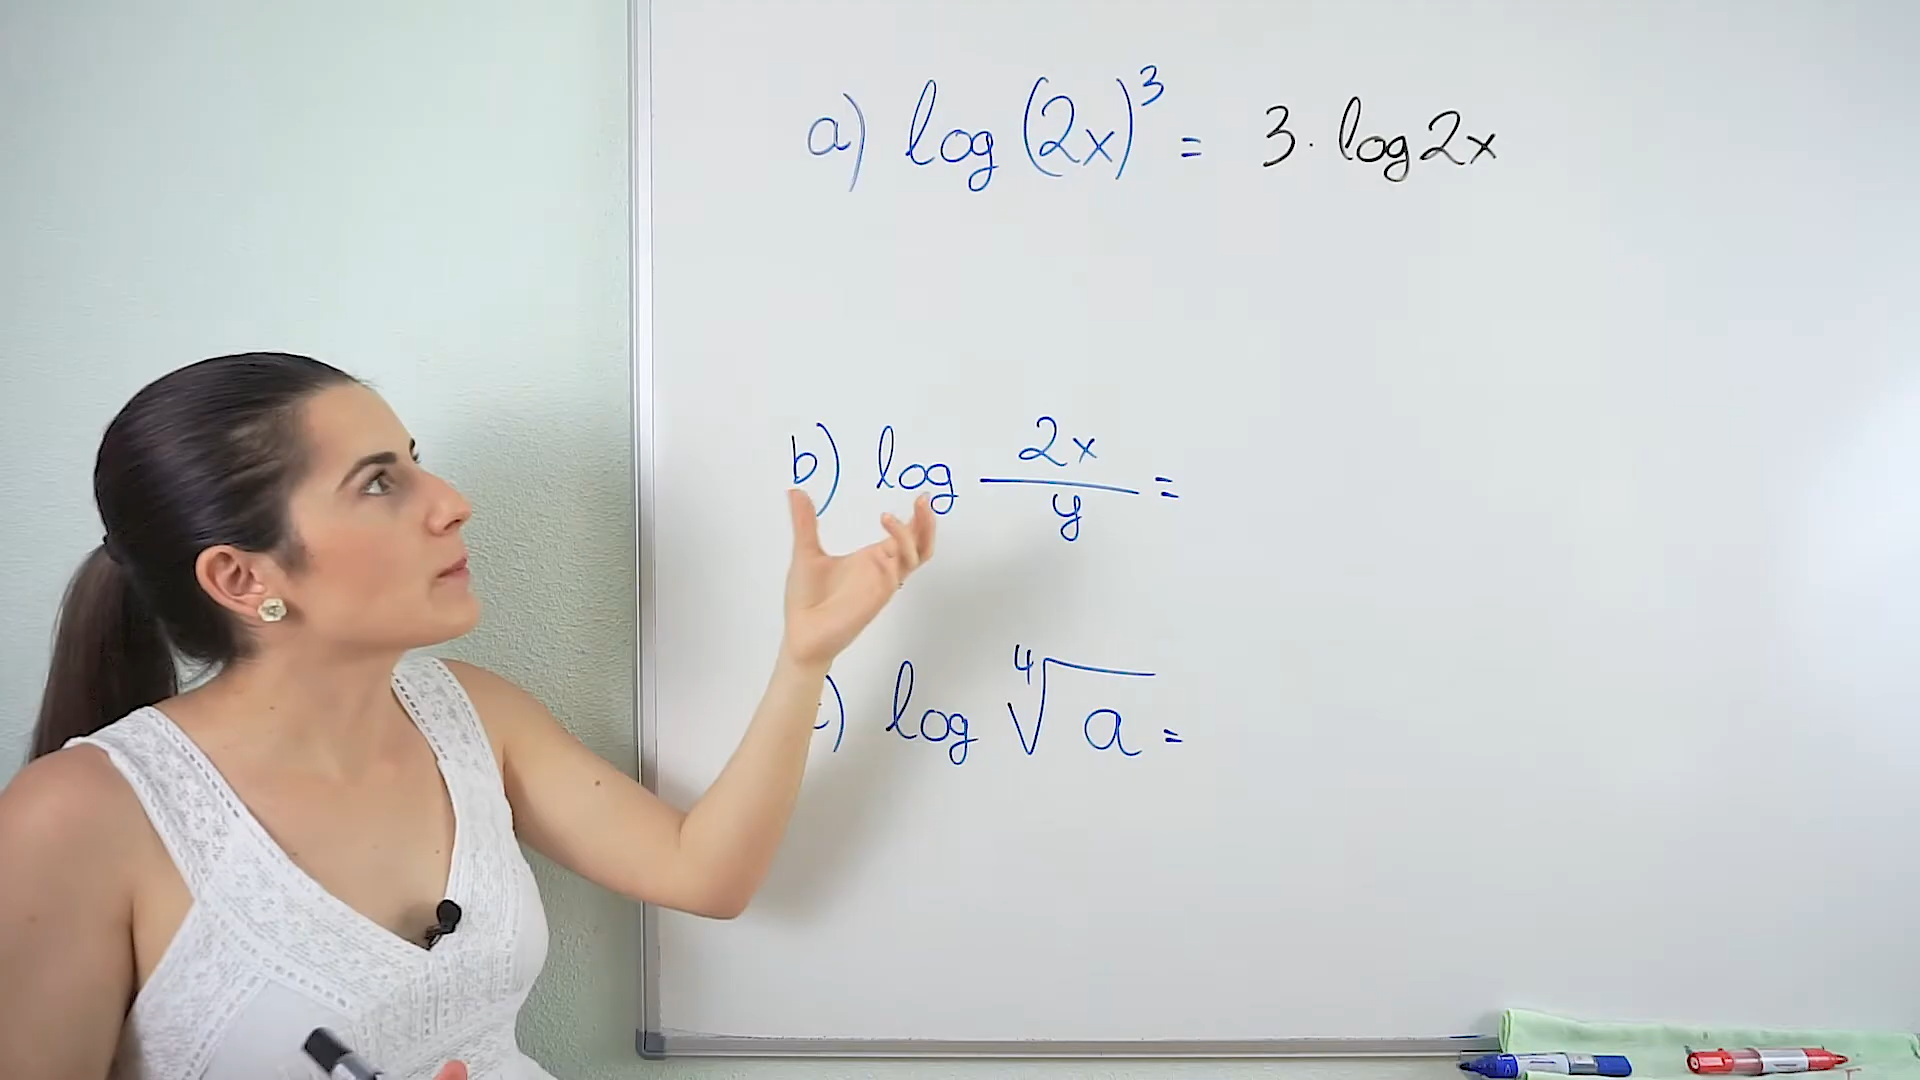 a) log (2x)³ = 3 · log 2x
b) log 2x/y =
) log ⁴√a =